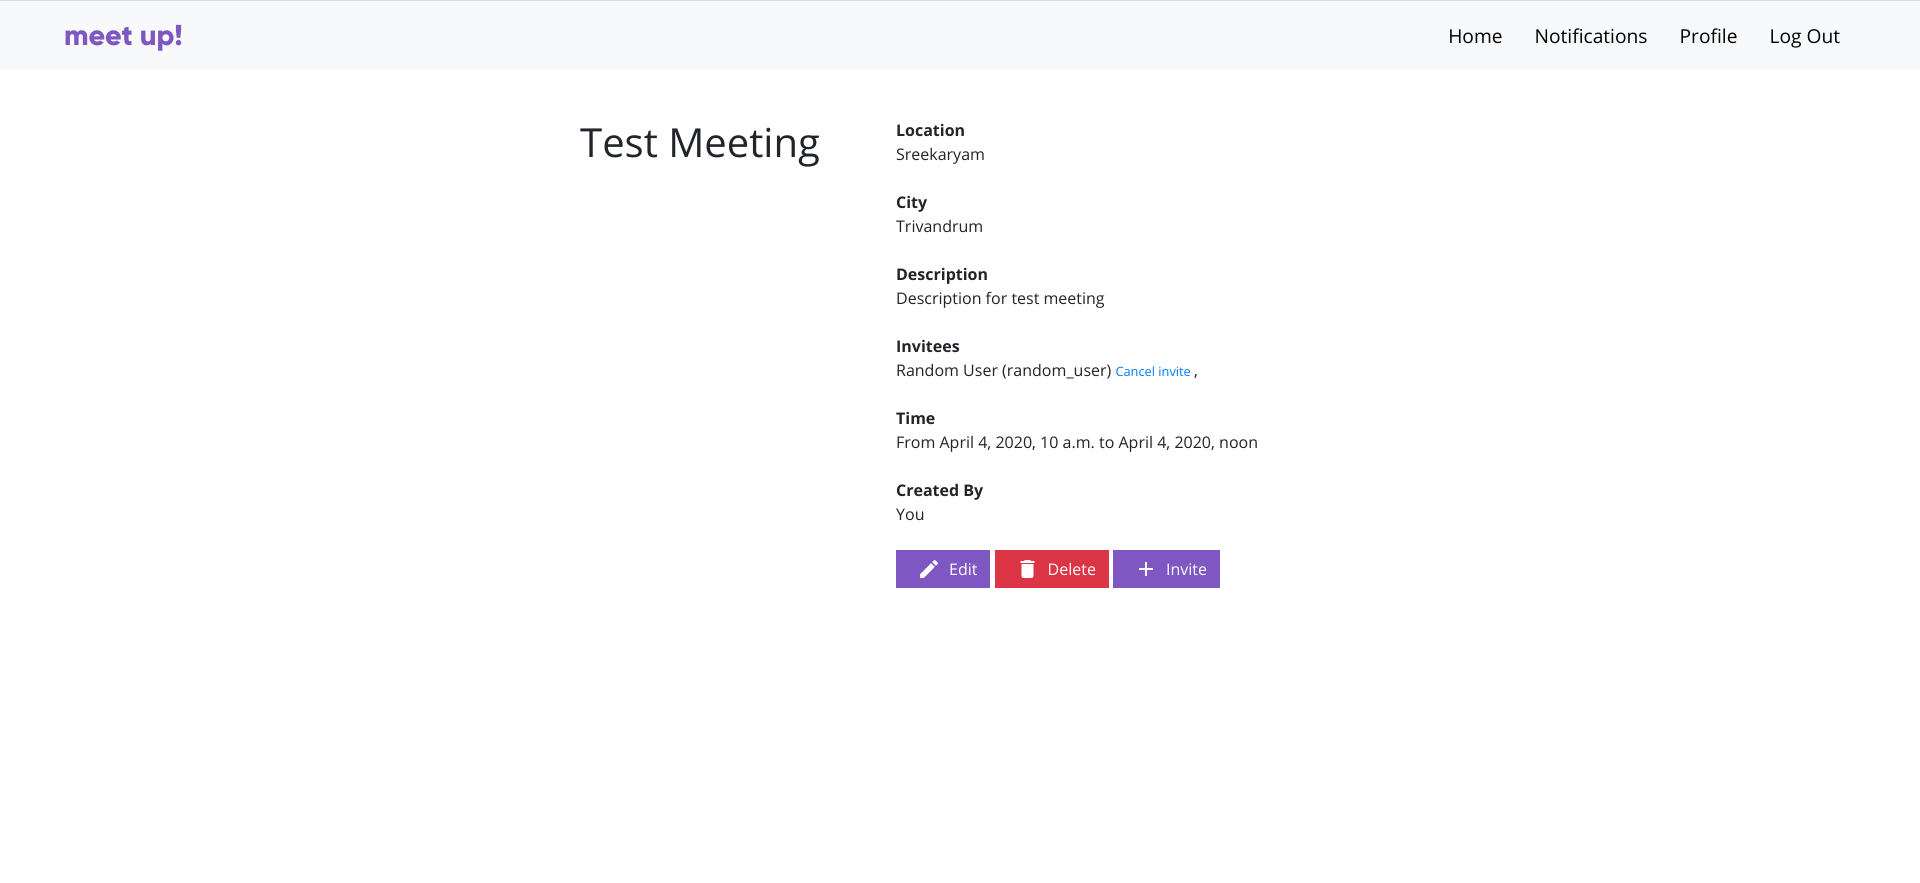 meet up!
Home Notifications Profile Log Out
Test Meeting
Location
Sreekaryam
City
Trivandrum
Description
Description for test meeting
Invitees
Random User (random_user) Cancel invite ,
Time
From April 4, 2020, 10 a.m. to April 4, 2020, noon
Created By
You
Edit Delete Invite